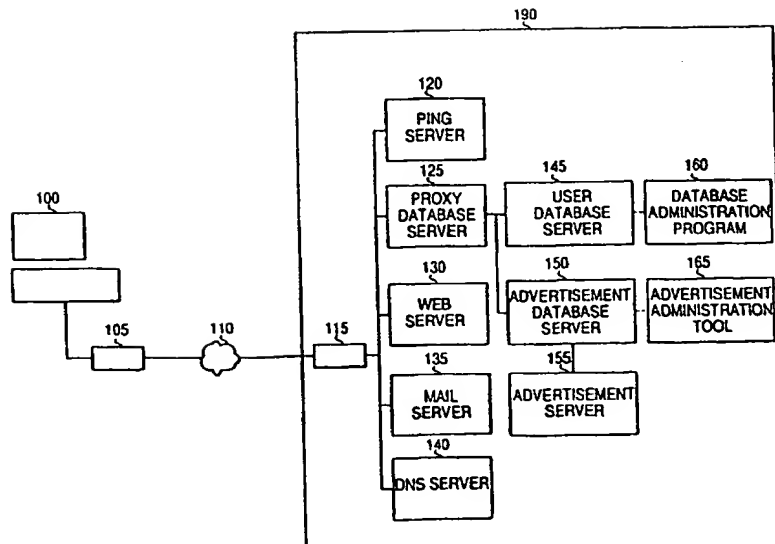 190
120
PING
SERVER
125
PROXY
DATABASE
SERVER
145
USER
DATABASE
SERVER
160
DATABASE
ADMINISTRATION
PROGRAM
100
105
110
115
130
WEB
SERVER
150
ADVERTISEMENT
DATABASE
SERVER
165
ADVERTISEMENT
ADMINISTRATION
TOOL
135
MAIL
SERVER
155
ADVERTISEMENT
SERVER
140
DNS SERVER